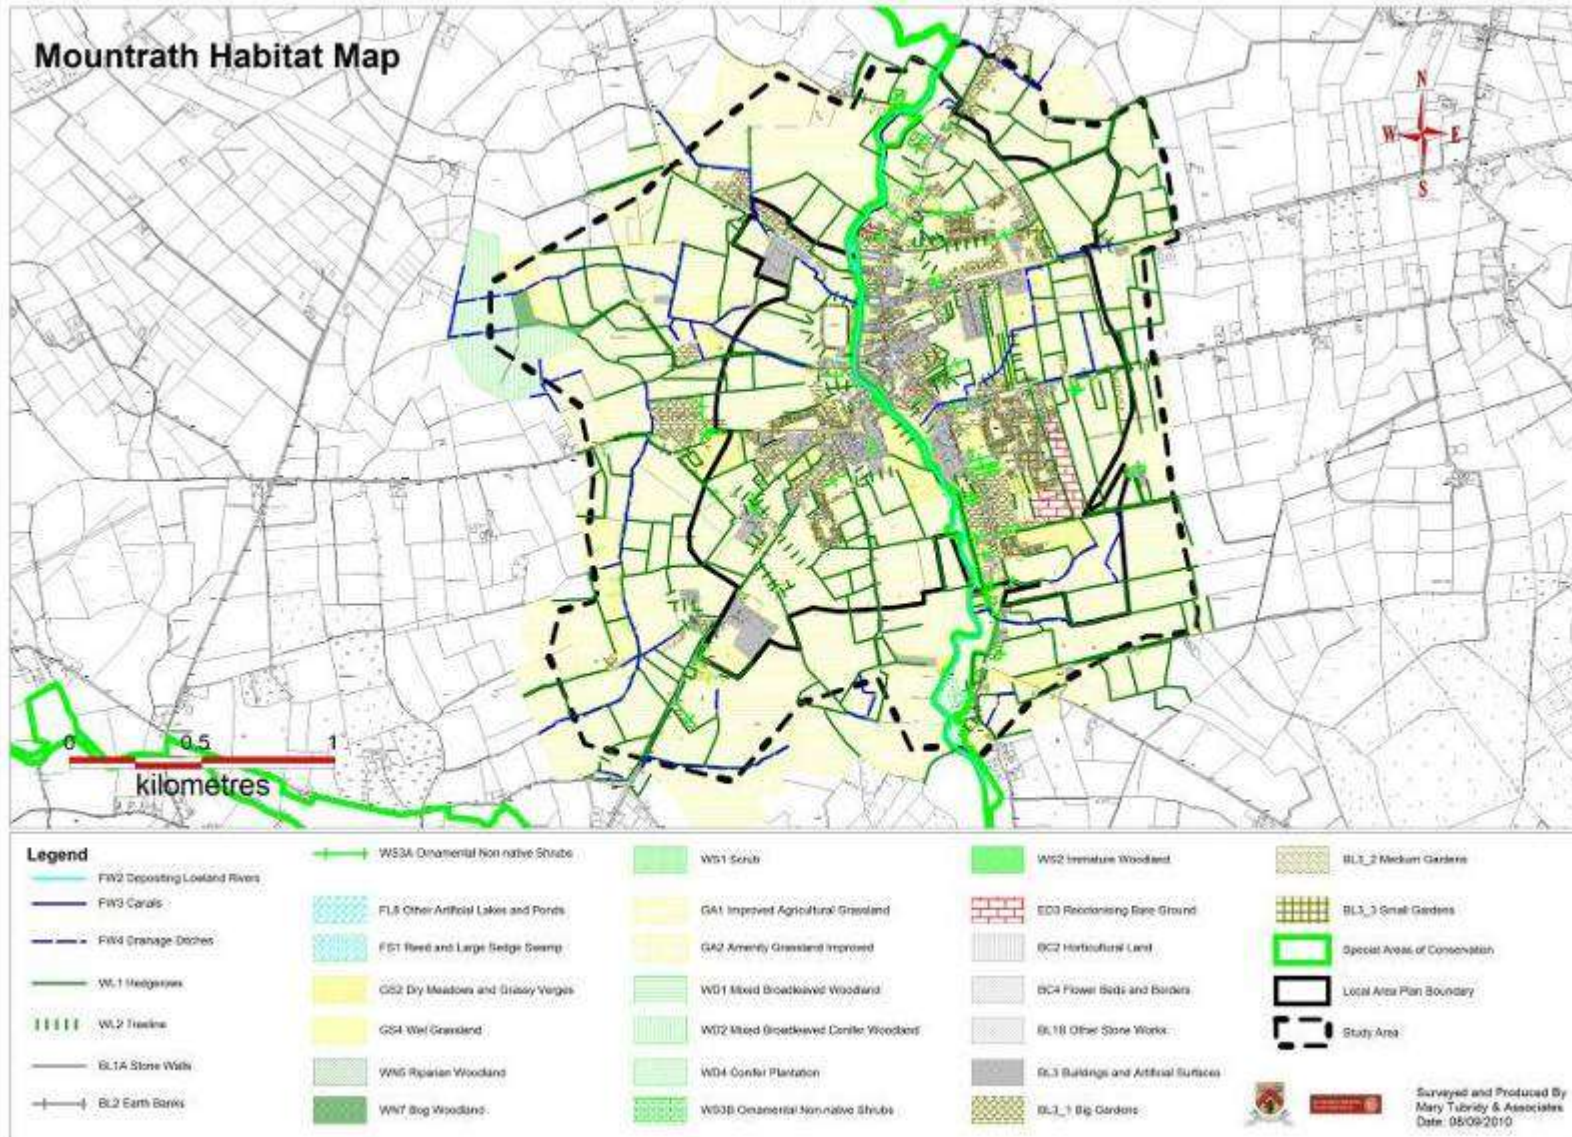 Mountrath Habitat Map
N
W E
S
0 0.5 1
kilometres
Legend
FW2 Depositing Lowland Rivers
FW3 Canals
FW4 Drainage Ditches
WL1 Hedgerows
WL2 Treeline
BL1A Stone Walls
BL2 Earth Banks
WS3A Ornamental Non-native Shrubs
FL8 Other Artificial Lakes and Ponds
FS1 Reed and Large Sedge Swamp
GS2 Dry Meadows and Grassy Verges
GS4 Wet Grassland
WN5 Riparian Woodland
WN7 Bog Woodland
WS1 Scrub
GA1 Improved Agricultural Grassland
GA2 Amenity Grassland Improved
WD1 Mixed Broadleaved Woodland
WD2 Mixed Broadleaved Conifer Woodland
WD4 Conifer Plantation
WS3B Ornamental Non-native Shrubs
WS2 Immature Woodland
ED3 Recolonising Bare Ground
BC2 Horticultural Land
BC4 Flower Beds and Borders
BL1B Other Stone Works
BL3 Buildings and Artificial Surfaces
BL3_1 Big Gardens
BL3_2 Medium Gardens
BL3_3 Small Gardens
Special Areas of Conservation
Local Area Plan Boundary
Study Area
Surveyed and Produced By
Mary Tubridy & Associates
Date: 08/09/2010